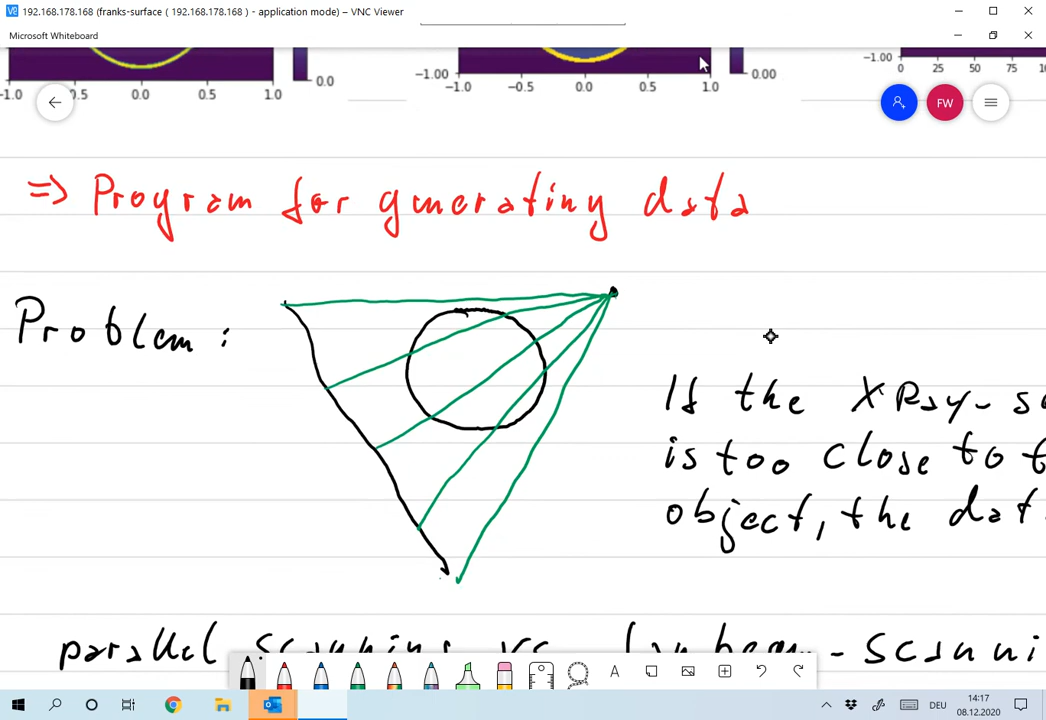 192.168.178.168 (franks-surface ( 192.168.178.168 ) - application mode) – VNC Viewer
Microsoft Whiteboard
-1.0 0.5 0.0 0.5 1.0 0.0
-1.00 -1.0 -0.5 0.0 0.5 1.0 0.00
-1.00 0 25 50 75
FW
=> Program for generating data
Problem:
If the XRay-
is too close to
object, the
parallel scanning vs
DEU
14:17
08.12.2020